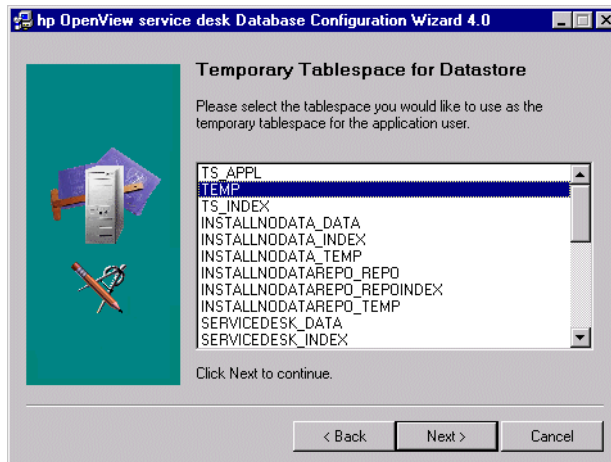 hp OpenView service desk Database Configuration Wizard 4.0
Temporary Tablespace for Datastore
Please select the tablespace you would like to use as the
temporary tablespace for the application user.
TS_APPL
TEMP
TS_INDEX
INSTALLNODATA_DATA
INSTALLNODATA_INDEX
INSTALLNODATA_TEMP
INSTALLNODATAREPO_REPO
INSTALLNODATAREPO_REPOINDEX
INSTALLNODATAREPO_TEMP
SERVICEDESK_DATA
SERVICEDESK_INDEX
Click Next to continue.
< Back Next > Cancel